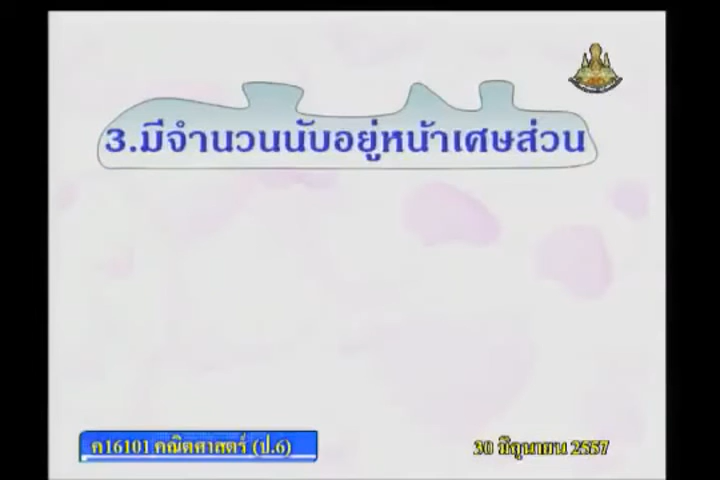 3.มีจำนวนนับอยู่หน้าเศษส่วน
ค16101 คณิตศาสตร์ (ป.6)
30 มิถุนายน 2557